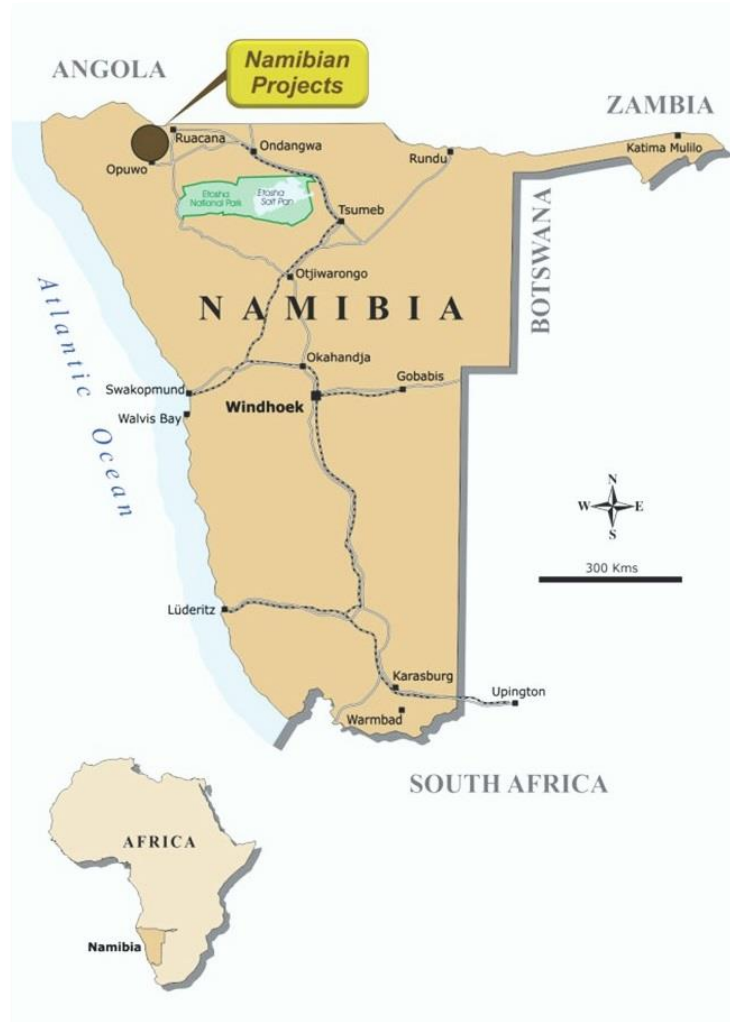 Namibian
Projects
ANGOLA
ZAMBIA
Ruacana
Ondangwa
Opuwo
Rundu
Katima Mulilo
Etosha
National Park
Etosha
Salt Pan
Tsumeb
BOTSWANA
Otjiwarongo
NAMIBIA
Atlantic Ocean
Okahandja
Swakopmund
Gobabis
Windhoek
Walvis Bay
N
W
E
S
300 Kms
Lüderitz
Karasburg
Upington
Warmbad
SOUTH AFRICA
AFRICA
Namibia